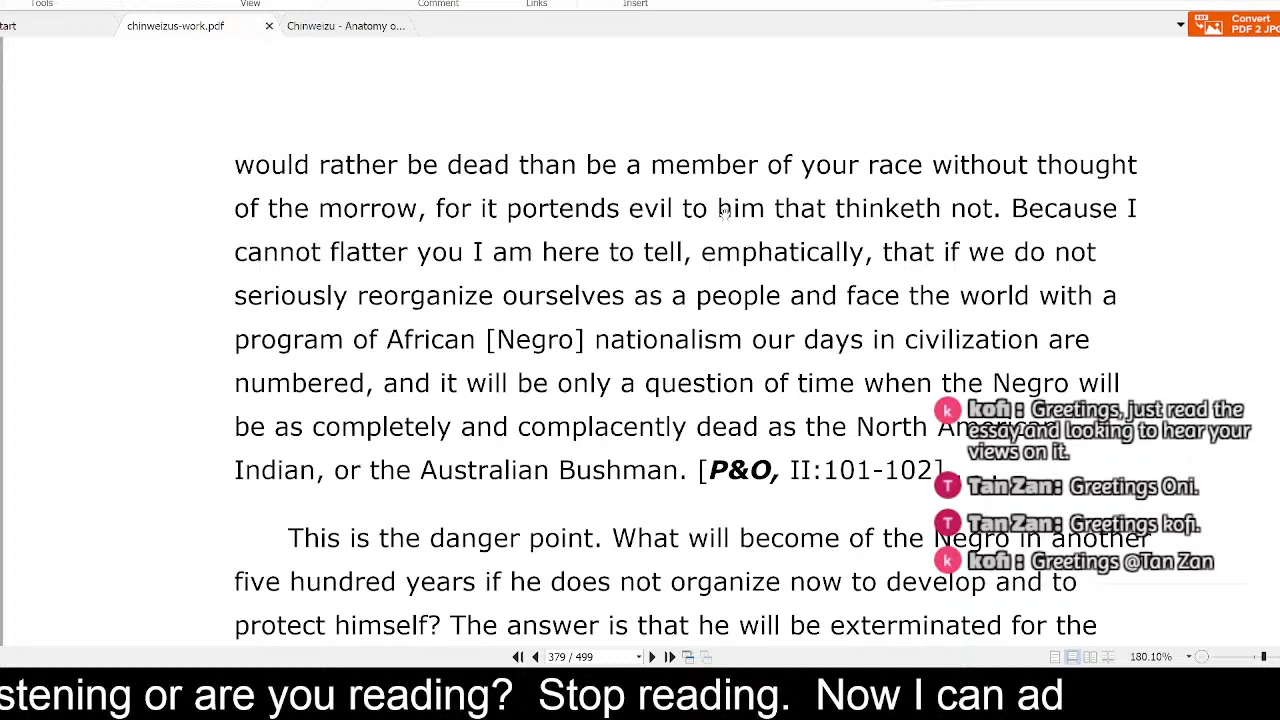 Tools View Comment Links Insert
tart chinweizus-work.pdf Chinweizu - Anatomy o... Convert
PDF 2 JPG
would rather be dead than be a member of your race without thought
of the morrow, for it portends evil to him that thinketh not. Because I
cannot flatter you I am here to tell, emphatically, that if we do not
seriously reorganize ourselves as a people and face the world with a
program of African [Negro] nationalism our days in civilization are
numbered, and it will be only a question of time when the Negro will
be as completely and complacently dead as the North
Indian, or the Australian Bushman. [P&O, II:101-102]
This is the danger point. What will become of the Negro in another
five hundred years if he does not organize now to develop and to
protect himself? The answer is that he will be exterminated for the
kofi : Greetings, just read the
essay and looking to hear your
views on it.
Tan Zan : Greetings Oni.
Tan Zan : Greetings kofi.
kofi : Greetings @Tan Zan
379 / 499 180.10%
stening or are you reading? Stop reading. Now I can ad